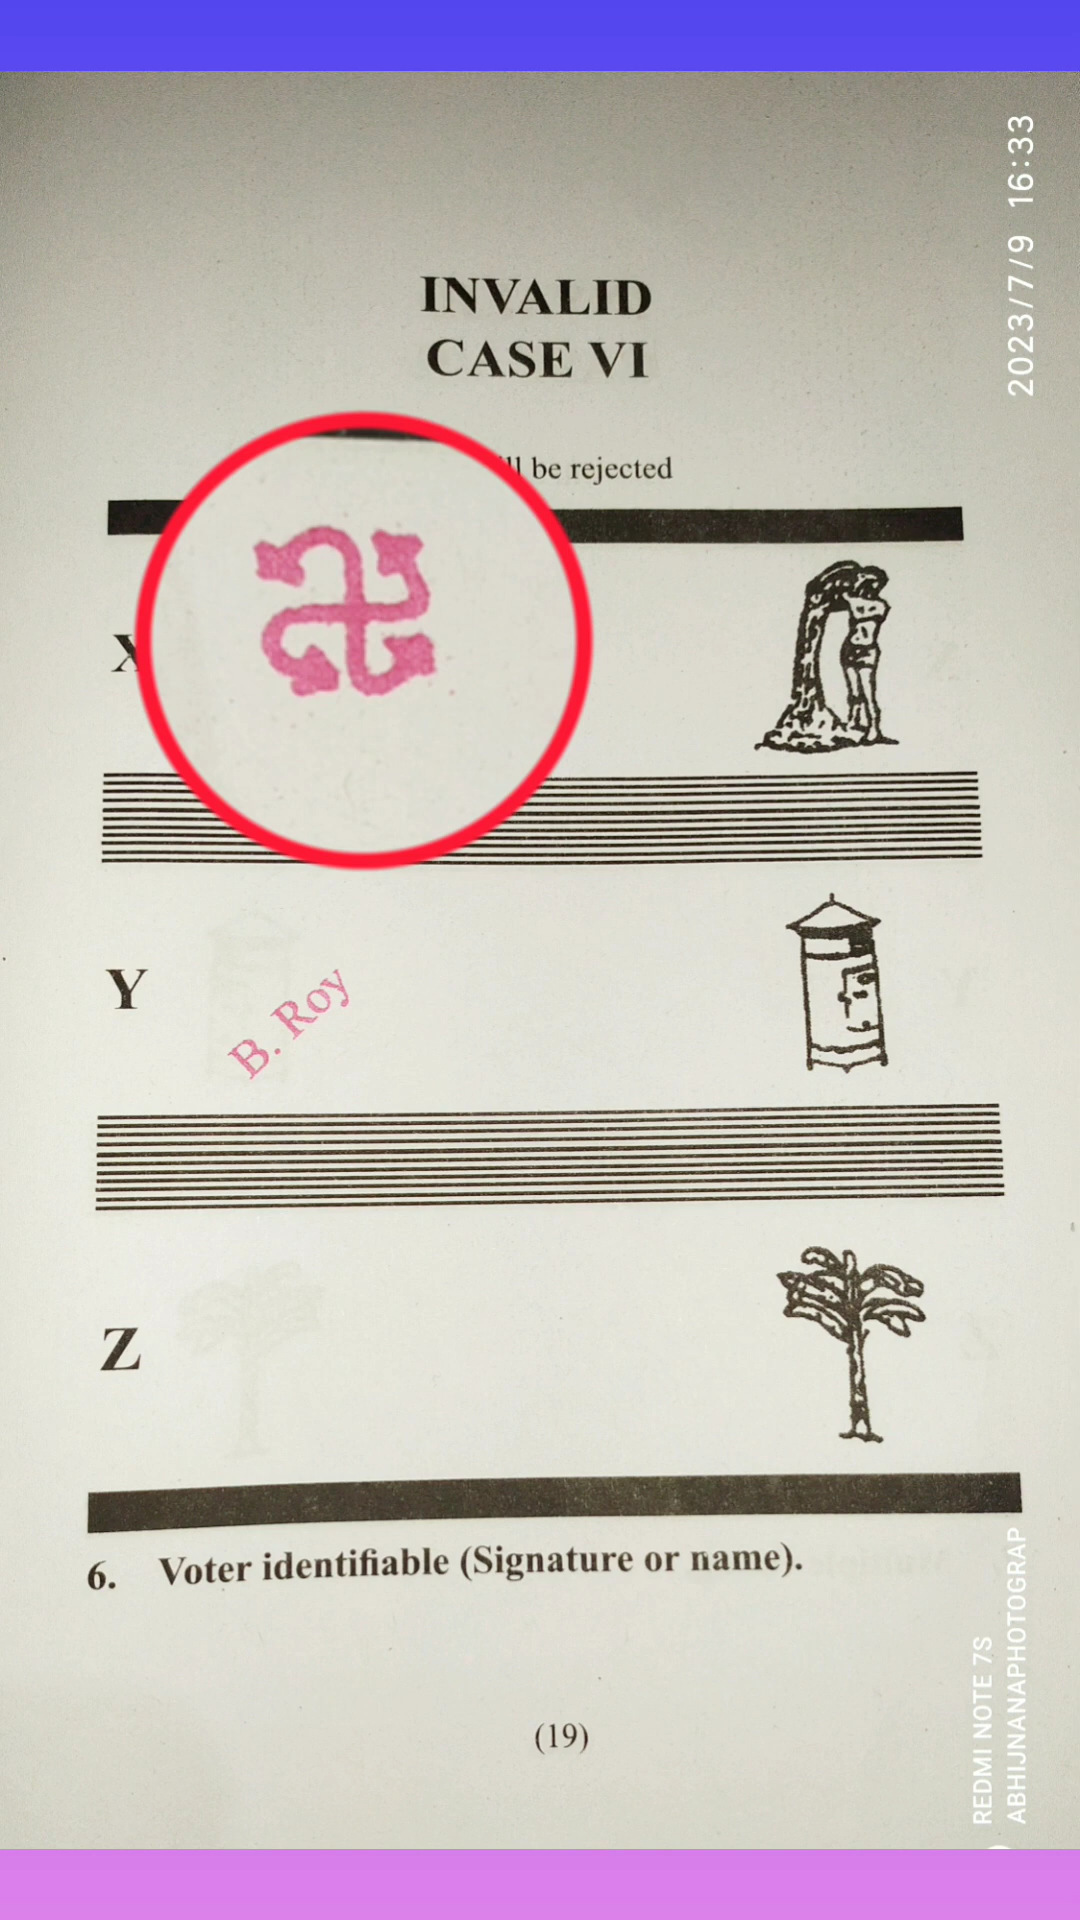 INVALID
CASE VI
be rejected
X
Y
B. Roy
Z
6. Voter identifiable (Signature or name).
(19)
2023/7/9 16:33
REDMI NOTE 7S
ABHIJNANAPHOTOGRAP